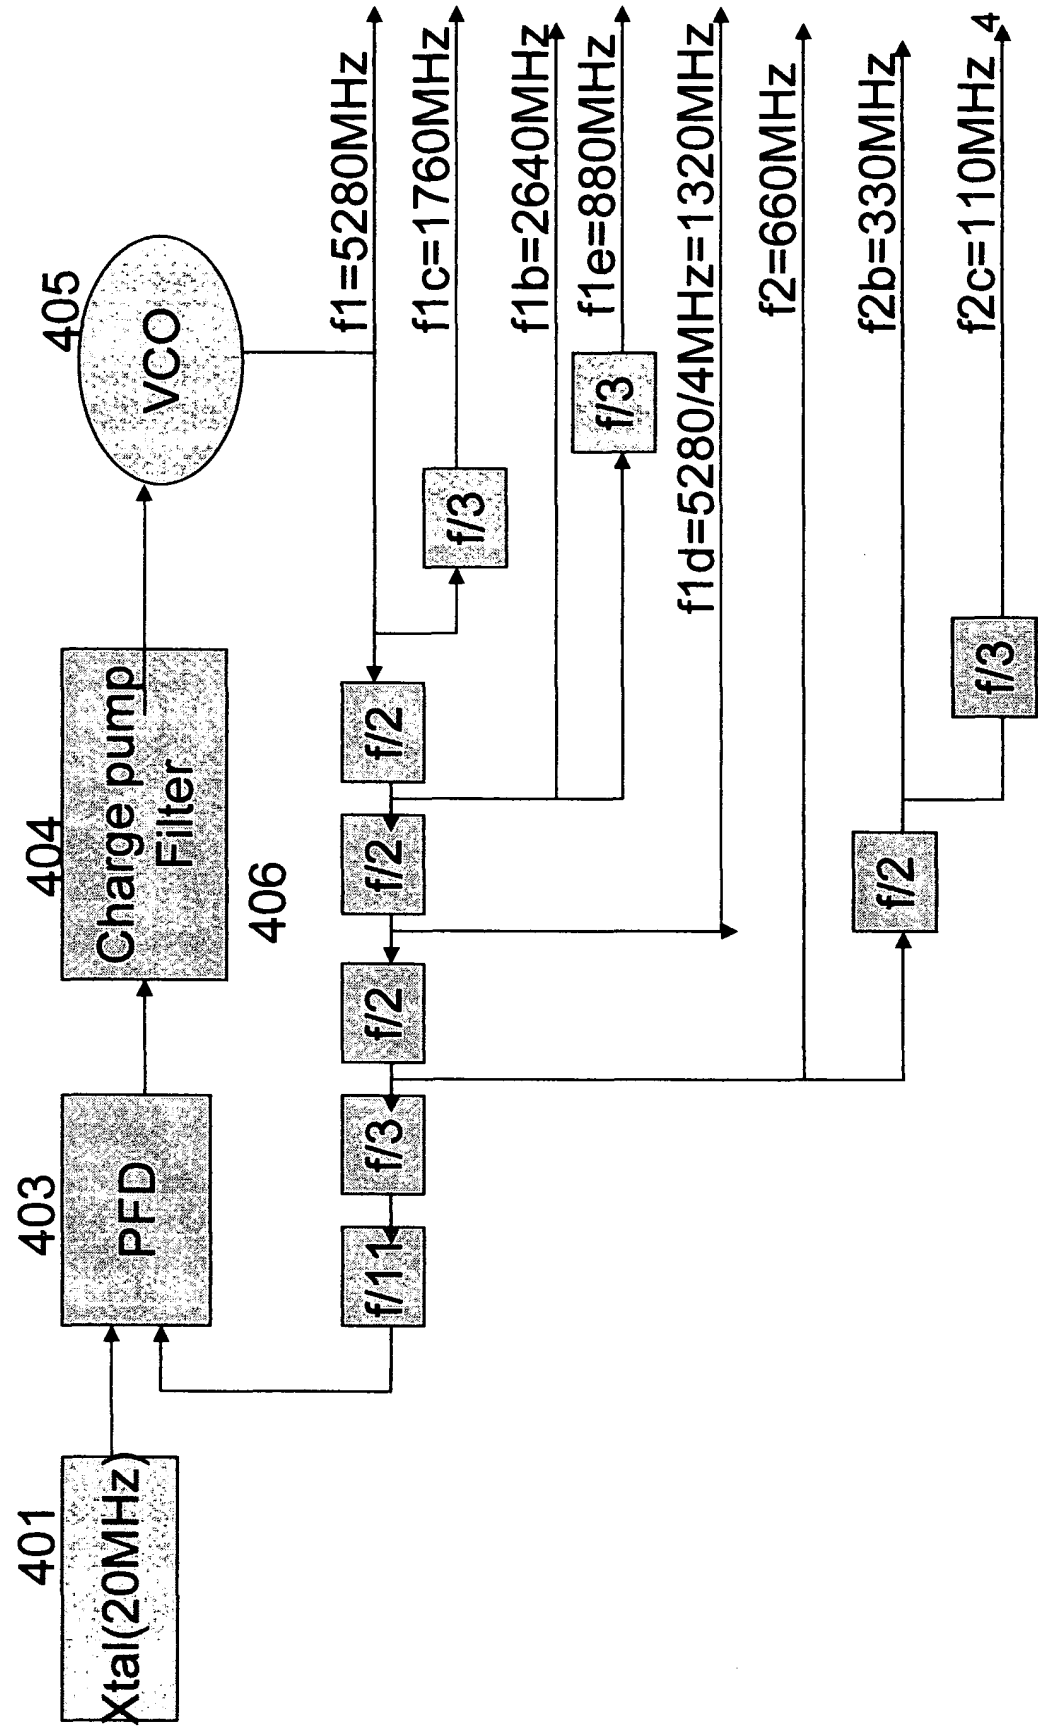 401
Xtal(20MHz)
403
PFD
404
Charge pump
Filter
405
VCO
406
f/11
f/3
f/2
f/2
f/2
f1=5280MHz
f/3
f1c=1760MHz
f1b=2640MHz
f/3
f1e=880MHz
f1d=5280/4MHz=1320MHz
f2=660MHz
f/2
f2b=330MHz
f/3
f2c=110MHz
4